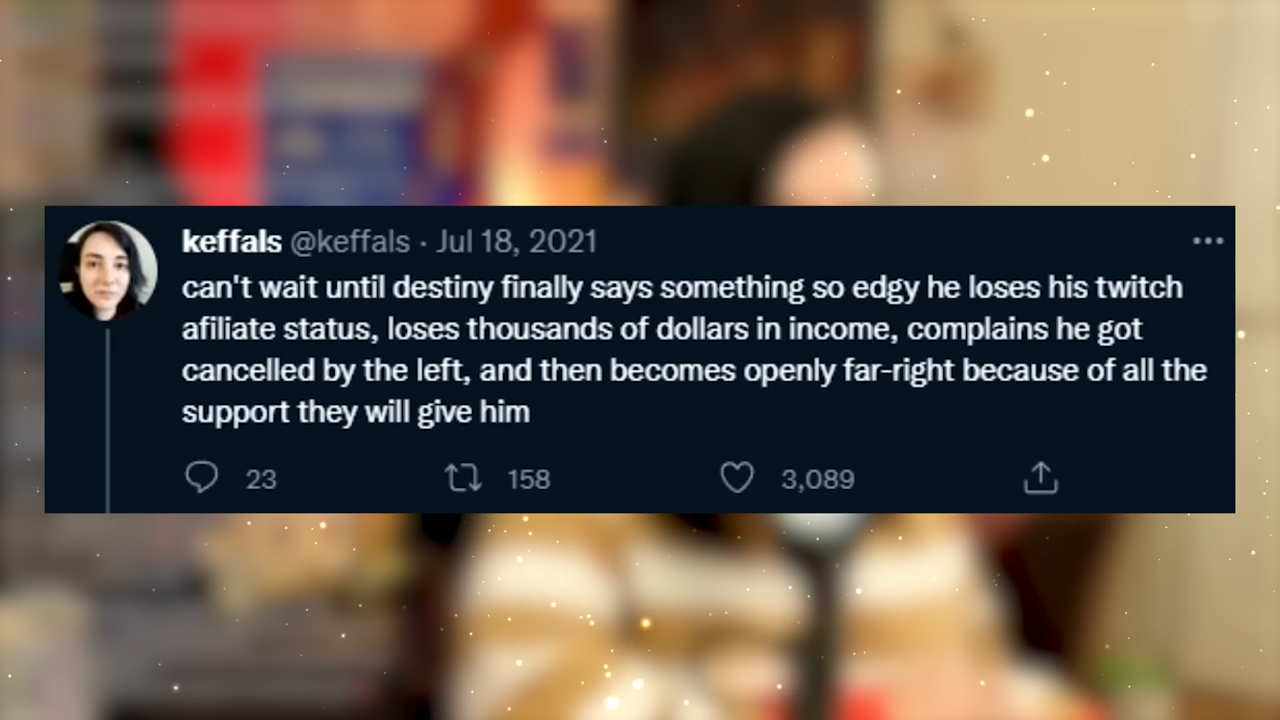 keffals @keffals · Jul 18, 2021
can't wait until destiny finally says something so edgy he loses his twitch
afiliate status, loses thousands of dollars in income, complains he got
cancelled by the left, and then becomes openly far-right because of all the
support they will give him
23 158 3,089